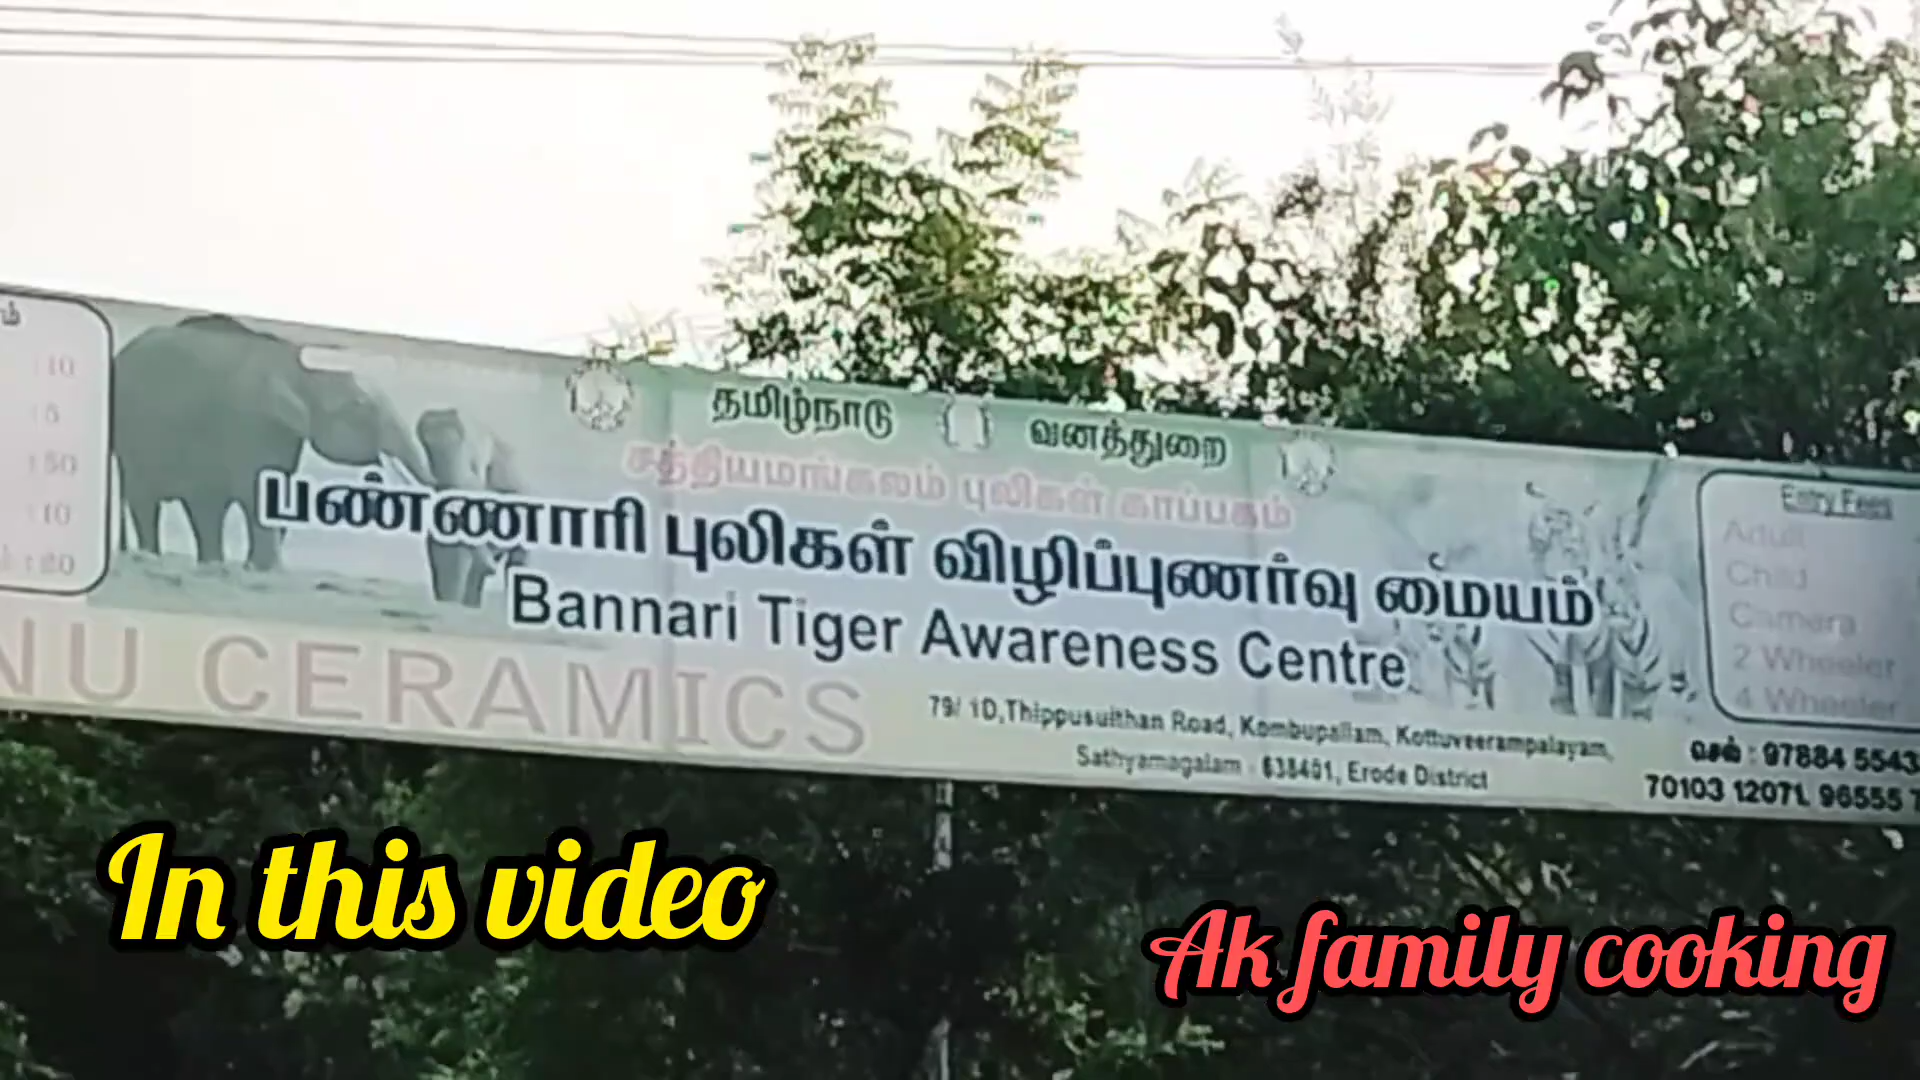 தமிழ்நாடு வனத்துறை
சத்தியமங்கலம் புலிகள் காப்பகம்
பண்ணாரி புலிகள் விழிப்புணர்வு மையம்
Bannari Tiger Awareness Centre
79/ 1D,Thippusulthan Road, Kombupallam, Kottuveerampalayam,
Sathyamagalam - 638401, Erode District
NU CERAMICS
Entry Fees
Adult
Child
Camera
2 Wheeler
4 Wheeler
செல் : 97884 5543
70103 12071, 96555 7
In this video
Ak family cooking